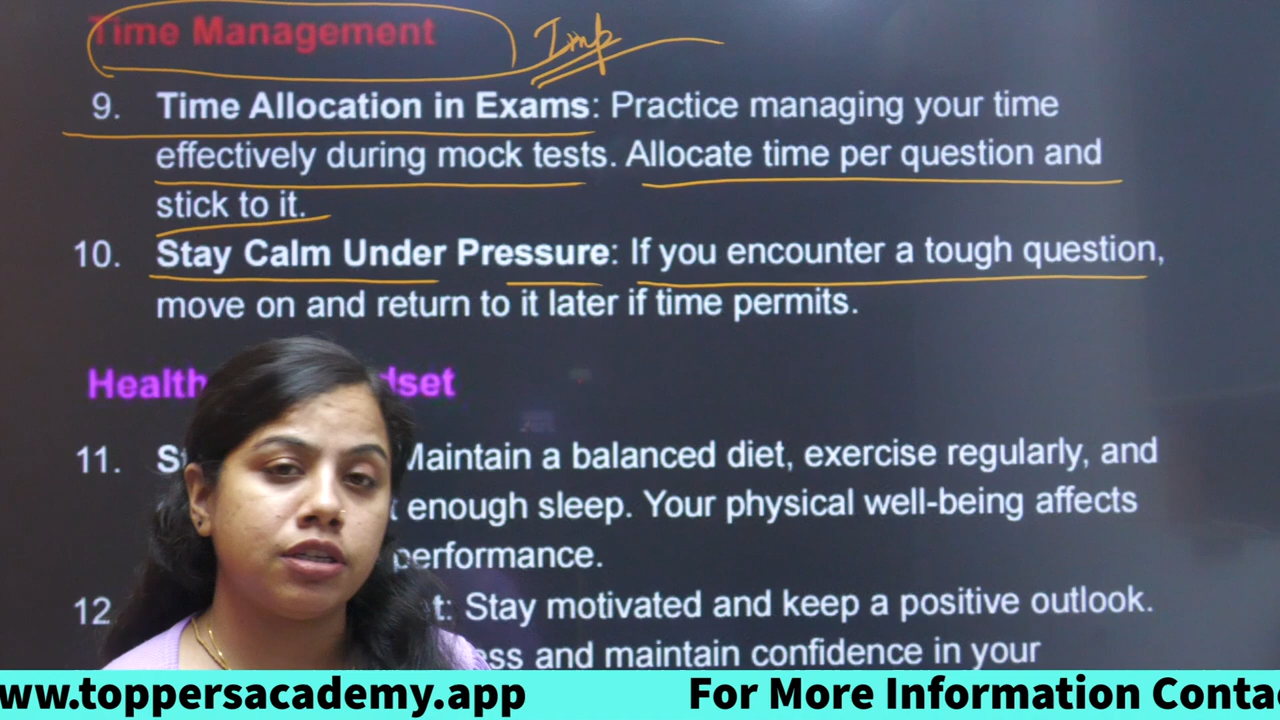 Time Management Imp
9. Time Allocation in Exams: Practice managing your time
effectively during mock tests. Allocate time per question and
stick to it.
10. Stay Calm Under Pressure: If you encounter a tough question,
move on and return to it later if time permits.
Health dset
11. S Maintain a balanced diet, exercise regularly, and
t enough sleep. Your physical well-being affects
performance.
12 t: Stay motivated and keep a positive outlook.
ess and maintain confidence in your
ww.toppersacademy.app For More Information Conta